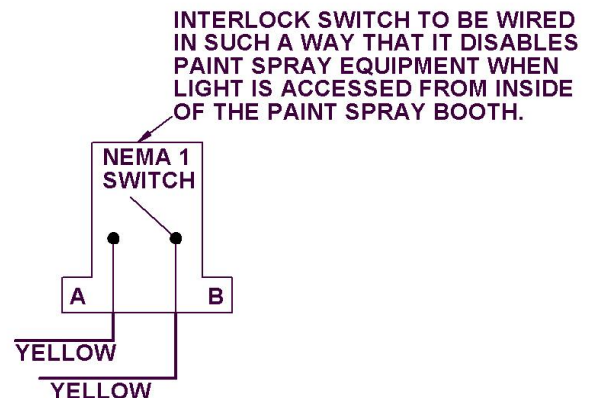 INTERLOCK SWITCH TO BE WIRED
IN SUCH A WAY THAT IT DISABLES
PAINT SPRAY EQUIPMENT WHEN
LIGHT IS ACCESSED FROM INSIDE
OF THE PAINT SPRAY BOOTH.
NEMA 1
SWITCH
A
B
YELLOW
YELLOW